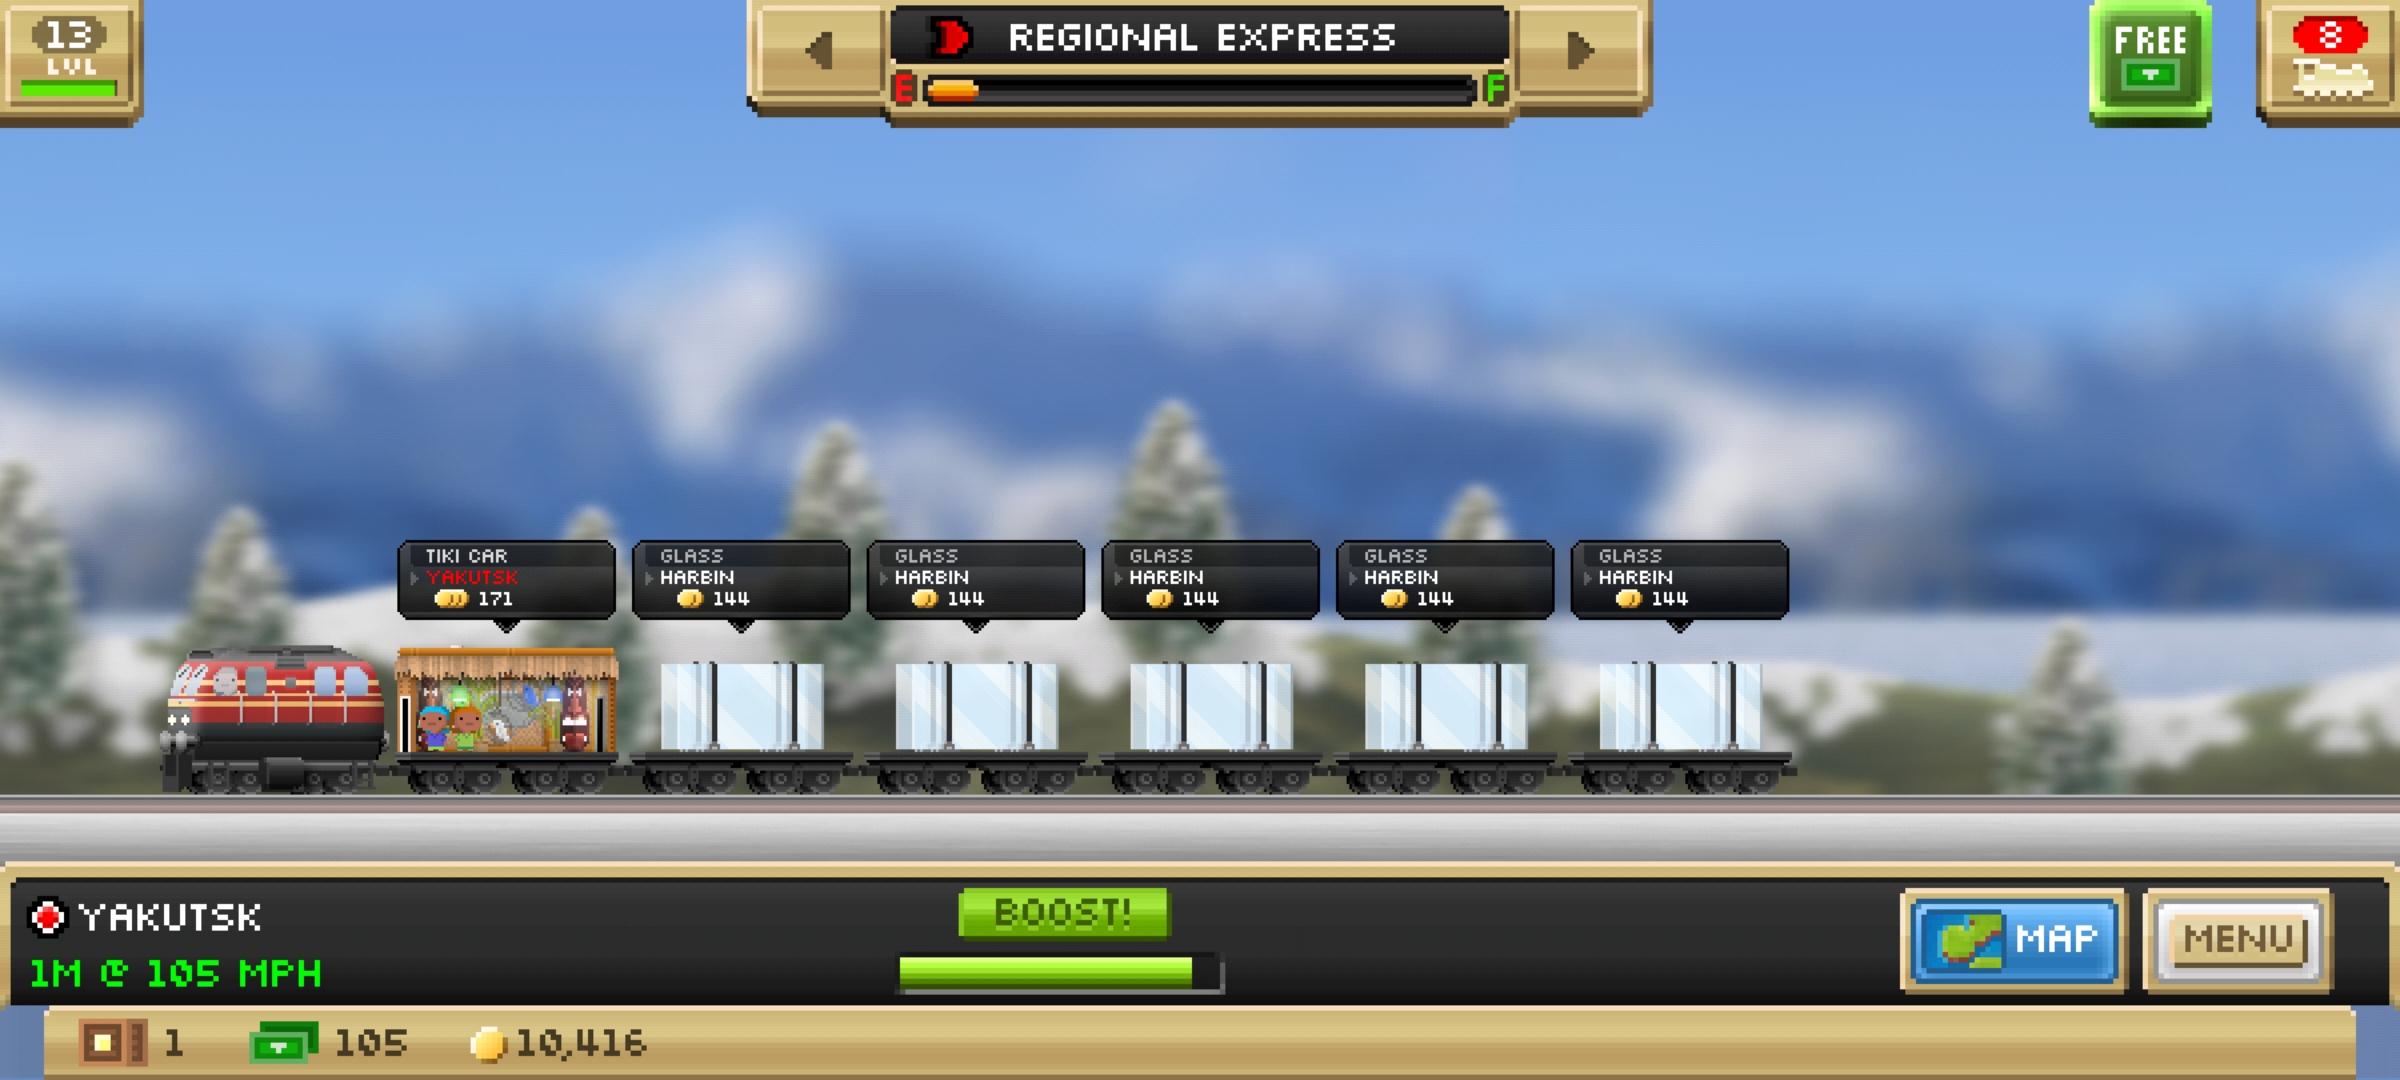 13
LVL
REGIONAL EXPRESS
E
F
FREE
8
TIKI CAR
YAKUTSK
171
GLASS
HARBIN
144
GLASS
HARBIN
144
GLASS
HARBIN
144
GLASS
HARBIN
144
GLASS
HARBIN
144
YAKUTSK
1M @ 105 MPH
BOOST!
MAP
MENU
1
105
10,416